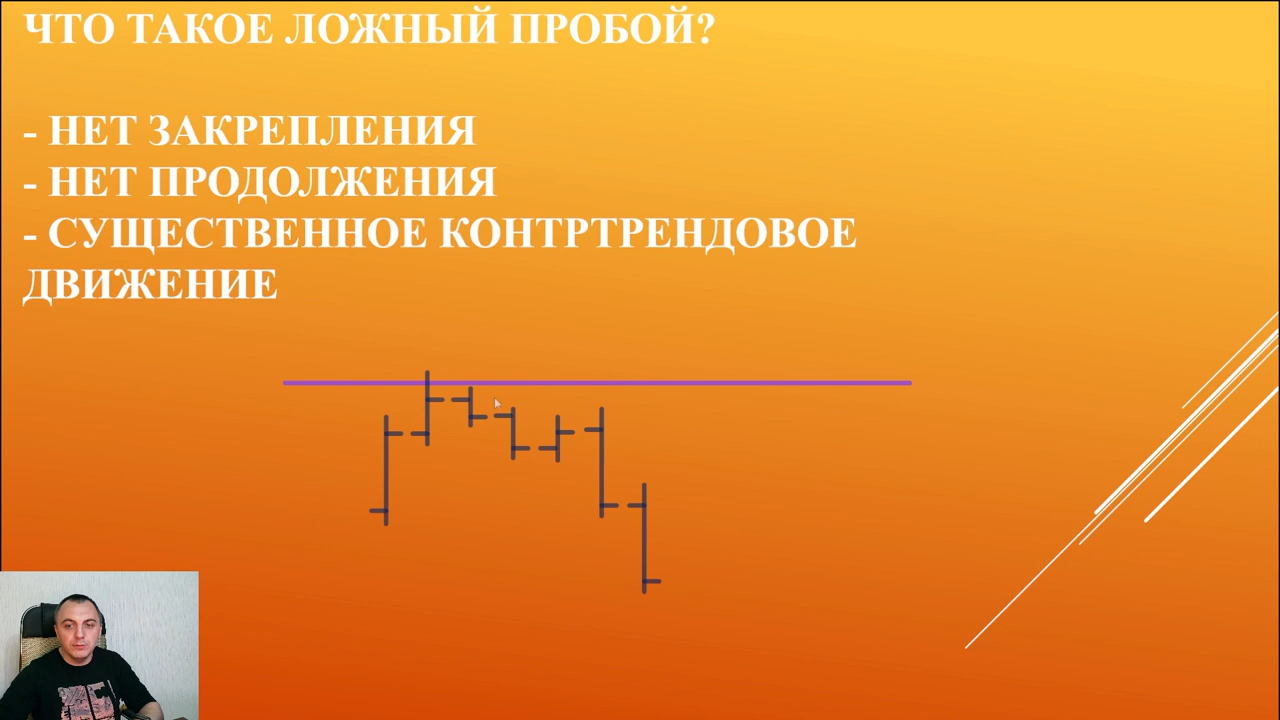 ЧТО ТАКОЕ ЛОЖНЫЙ ПРОБОЙ?
- НЕТ ЗАКРЕПЛЕНИЯ
- НЕТ ПРОДОЛЖЕНИЯ
- СУЩЕСТВЕННОЕ КОНТРТРЕНДОВОЕ
ДВИЖЕНИЕ